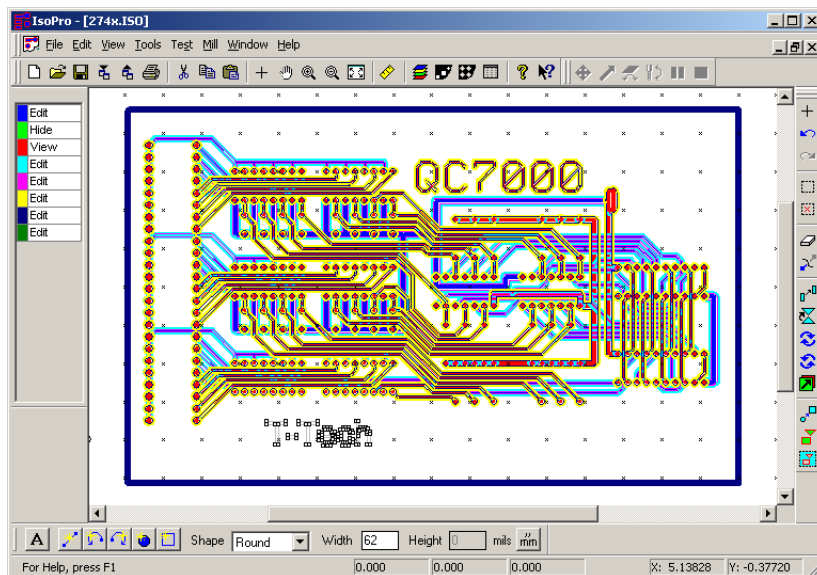 IsoPro - [274x.ISO]
File Edit View Tools Test Mill Window Help
Edit
Hide
View
Edit
Edit
Edit
Edit
Edit
QC7000
A Shape Round Width 62 Height 0 mils mm
For Help, press F1 0.000 0.000 0.000 X: 5.13828 Y: -0.37720